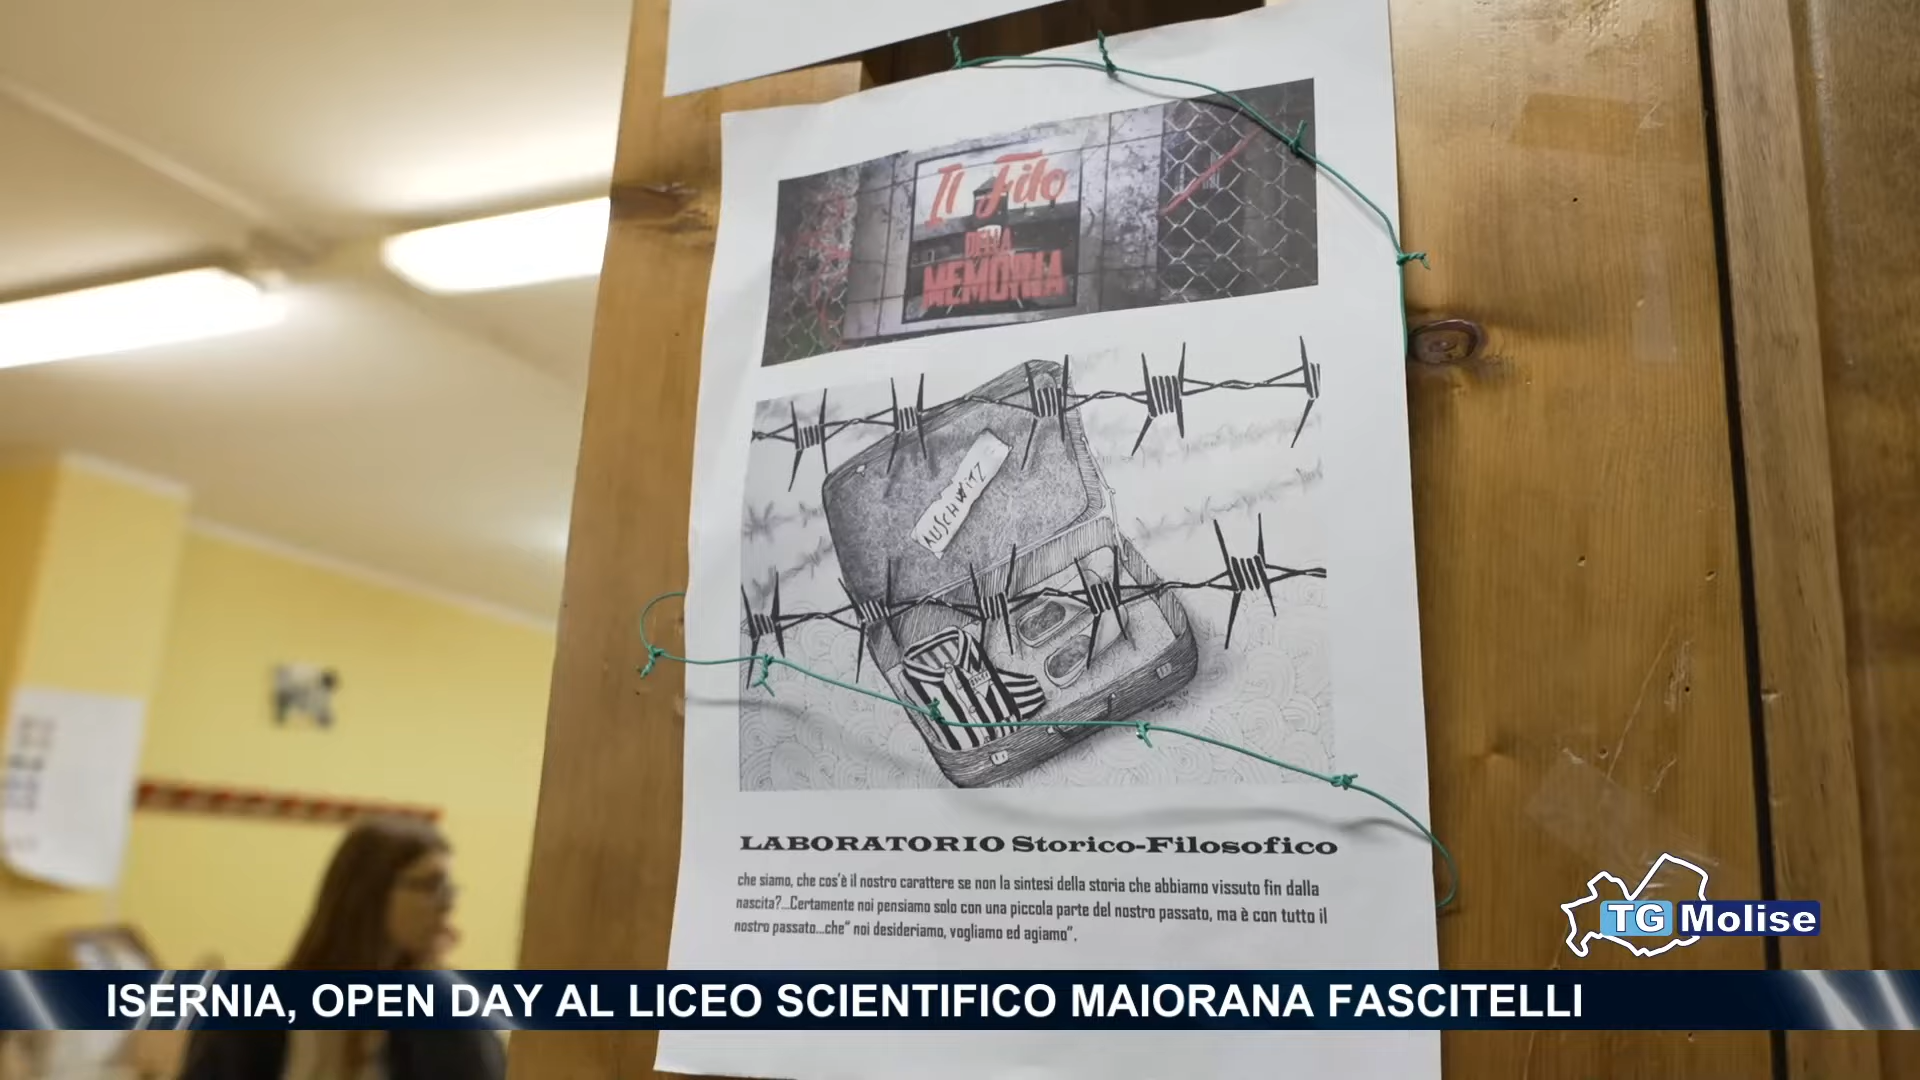 Il Filo
DELLA
MEMORIA
AUSCHWITZ
LABORATORIO Storico-Filosofico
che siamo, che cos'è il nostro carattere se non la sintesi della storia che abbiamo vissuto fin dalla
nascita?...Certamente noi pensiamo solo con una piccola parte del nostro passato, ma è con tutto il
nostro passato...che" noi desideriamo, vogliamo ed agiamo".
TG Molise
ISERNIA, OPEN DAY AL LICEO SCIENTIFICO MAIORANA FASCITELLI